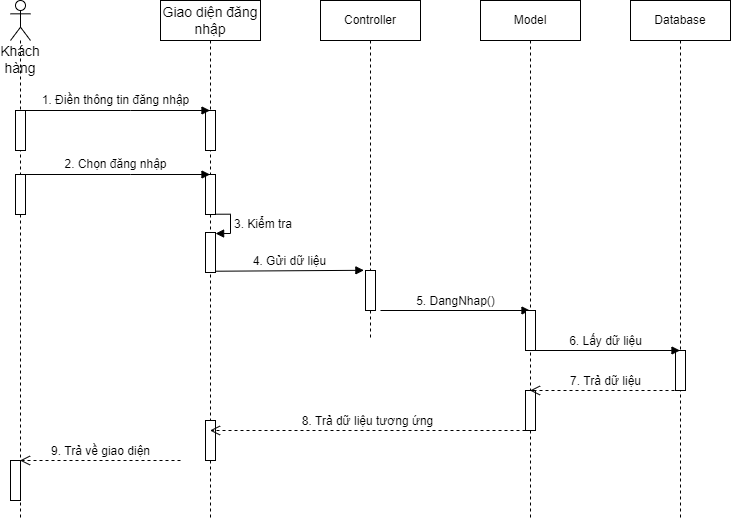 Khách
hàng
Giao diện đăng
nhập
Controller
Model
Database
1. Điền thông tin đăng nhập
2. Chọn đăng nhập
3. Kiểm tra
4. Gửi dữ liệu
5. DangNhap()
6. Lấy dữ liệu
7. Trả dữ liệu
8. Trả dữ liệu tương ứng
9. Trả về giao diện